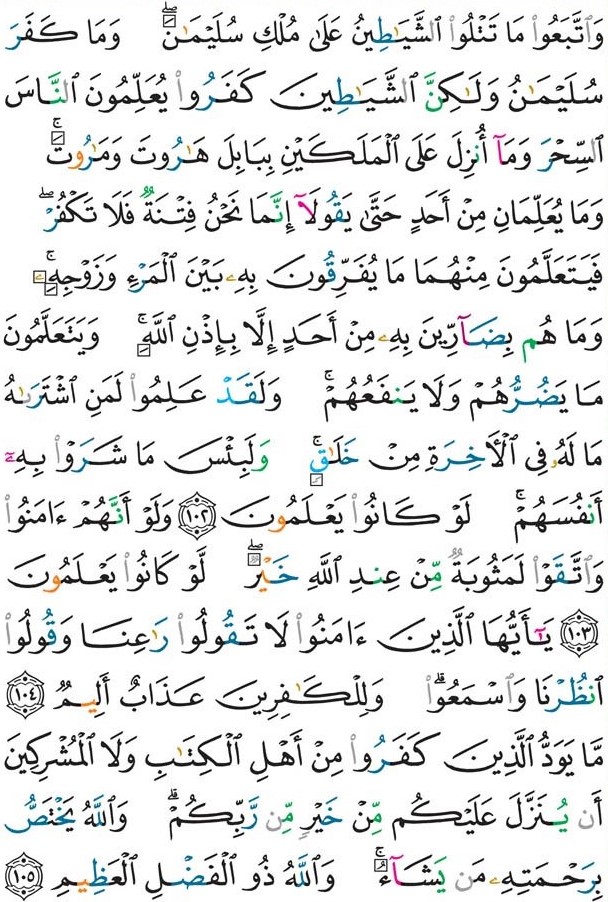 وَٱتَّبَعُوا۟ مَا تَتْلُوا۟ ٱلشَّيَـٰطِينُ عَلَىٰ مُلْكِ سُلَيْمَـٰنَ ۖ وَمَا كَفَرَ
سُلَيْمَـٰنُ وَلَـٰكِنَّ ٱلشَّيَـٰطِينَ كَفَرُوا۟ يُعَلِّمُونَ ٱلنَّاسَ
ٱلسِّحْرَ وَمَآ أُنزِلَ عَلَى ٱلْمَلَكَيْنِ بِبَابِلَ هَـٰرُوتَ وَمَـٰرُوتَ ۚ
وَمَا يُعَلِّمَانِ مِنْ أَحَدٍ حَتَّىٰ يَقُولَآ إِنَّمَا نَحْنُ فِتْنَةٌ فَلَا تَكْفُرْ ۖ
فَيَتَعَلَّمُونَ مِنْهُمَا مَا يُفَرِّقُونَ بِهِۦ بَيْنَ ٱلْمَرْءِ وَزَوْجِهِۦ ۚ
وَمَا هُم بِضَآرِّينَ بِهِۦ مِنْ أَحَدٍ إِلَّا بِإِذْنِ ٱللَّهِ ۚ وَيَتَعَلَّمُونَ
مَا يَضُرُّهُمْ وَلَا يَنفَعُهُمْ ۚ وَلَقَدْ عَلِمُوا۟ لَمَنِ ٱشْتَرَىٰهُ
مَا لَهُۥ فِى ٱلْـَٔاخِرَةِ مِنْ خَلَـٰقٍ ۚ وَلَبِئْسَ مَا شَرَوْا۟ بِهِۦٓ
أَنفُسَهُمْ ۚ لَوْ كَانُوا۟ يَعْلَمُونَ ١٠٢ وَلَوْ أَنَّهُمْ ءَامَنُوا۟
وَٱتَّقَوْا۟ لَمَثُوبَةٌ مِّنْ عِندِ ٱللَّهِ خَيْرٌ ۖ لَّوْ كَانُوا۟ يَعْلَمُونَ
١٠٣ يَـٰٓأَيُّهَا ٱلَّذِينَ ءَامَنُوا۟ لَا تَقُولُوا۟ رَٰعِنَا وَقُولُوا۟
ٱنظُرْنَا وَٱسْمَعُوا۟ ۗ وَلِلْكَـٰفِرِينَ عَذَابٌ أَلِيمٌ ١٠٤
مَّا يَوَدُّ ٱلَّذِينَ كَفَرُوا۟ مِنْ أَهْلِ ٱلْكِتَـٰبِ وَلَا ٱلْمُشْرِكِينَ
أَن يُنَزَّلَ عَلَيْكُم مِّنْ خَيْرٍ مِّن رَّبِّكُمْ ۗ وَٱللَّهُ يَخْتَصُّ
بِرَحْمَتِهِۦ مَن يَشَآءُ ۚ وَٱللَّهُ ذُو ٱلْفَضْلِ ٱلْعَظِيمِ ١٠٥